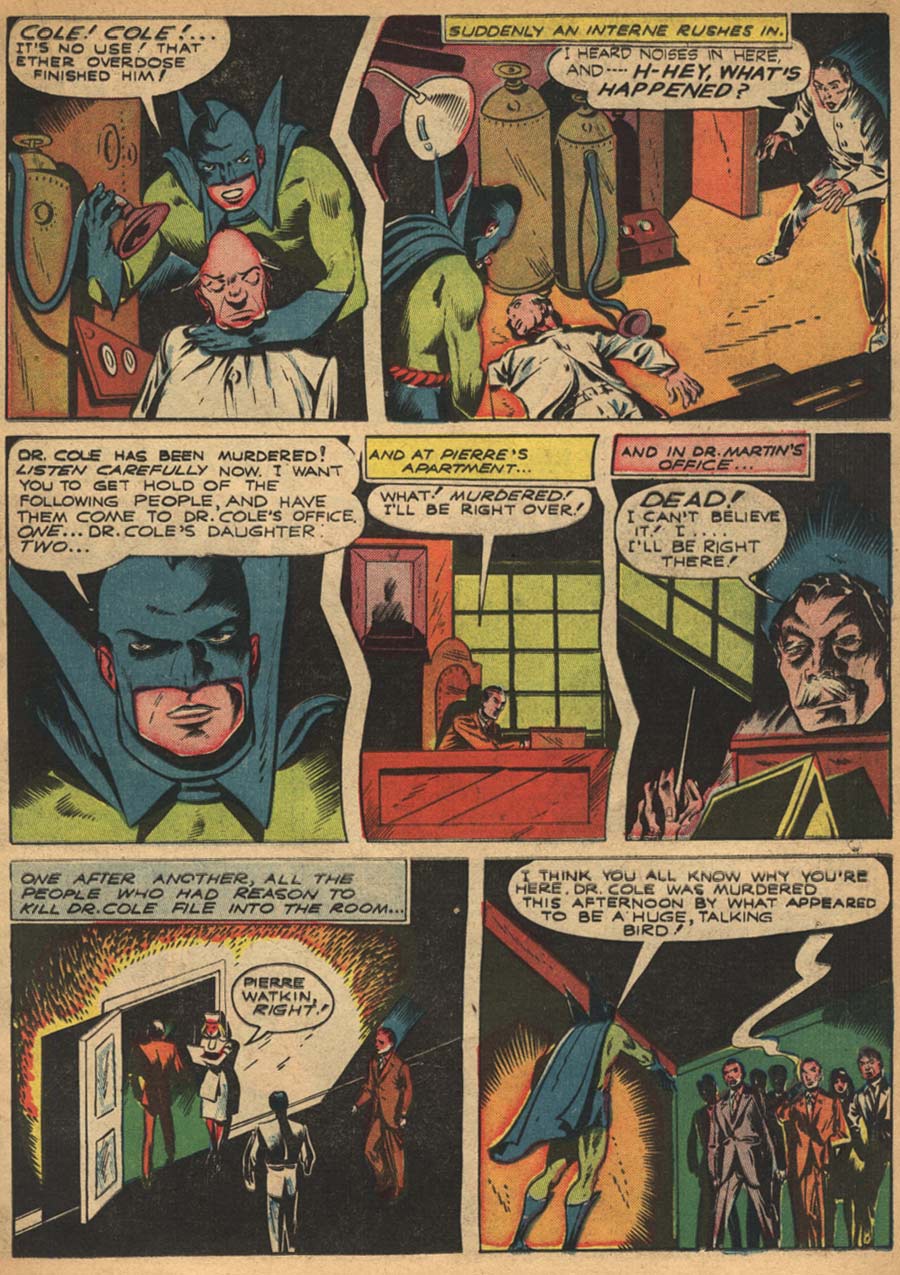 COLE! COLE!...
IT'S NO USE! THAT
ETHER OVERDOSE
FINISHED HIM!
SUDDENLY AN INTERNE RUSHES IN.
I HEARD NOISES IN HERE,
AND---- H-HEY, WHAT'S
HAPPENED?
DR. COLE HAS BEEN MURDERED!
LISTEN CAREFULLY NOW. I WANT
YOU TO GET HOLD OF THE
FOLLOWING PEOPLE, AND HAVE
THEM COME TO DR. COLE'S OFFICE.
ONE... DR. COLE'S DAUGHTER.
TWO...
AND AT PIERRE'S
APARTMENT...
WHAT! MURDERED!
I'LL BE RIGHT OVER!
AND IN DR. MARTIN'S
OFFICE...
DEAD!
I CAN'T BELIEVE
IT! I....
I'LL BE RIGHT
THERE!
ONE AFTER ANOTHER, ALL THE
PEOPLE WHO HAD REASON TO
KILL DR. COLE FILE INTO THE ROOM...
PIERRE
WATKIN,
RIGHT!
I THINK YOU ALL KNOW WHY YOU'RE
HERE. DR. COLE WAS MURDERED
THIS AFTERNOON BY WHAT APPEARED
TO BE A HUGE, TALKING
BIRD!